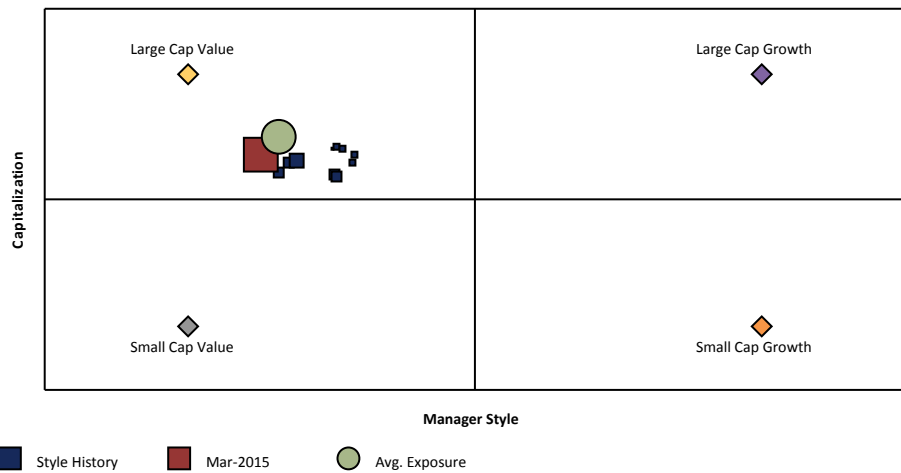 Large Cap Value
Large Cap Growth
Capitalization
Small Cap Value
Small Cap Growth
Manager Style
Style History
Mar-2015
Avg. Exposure